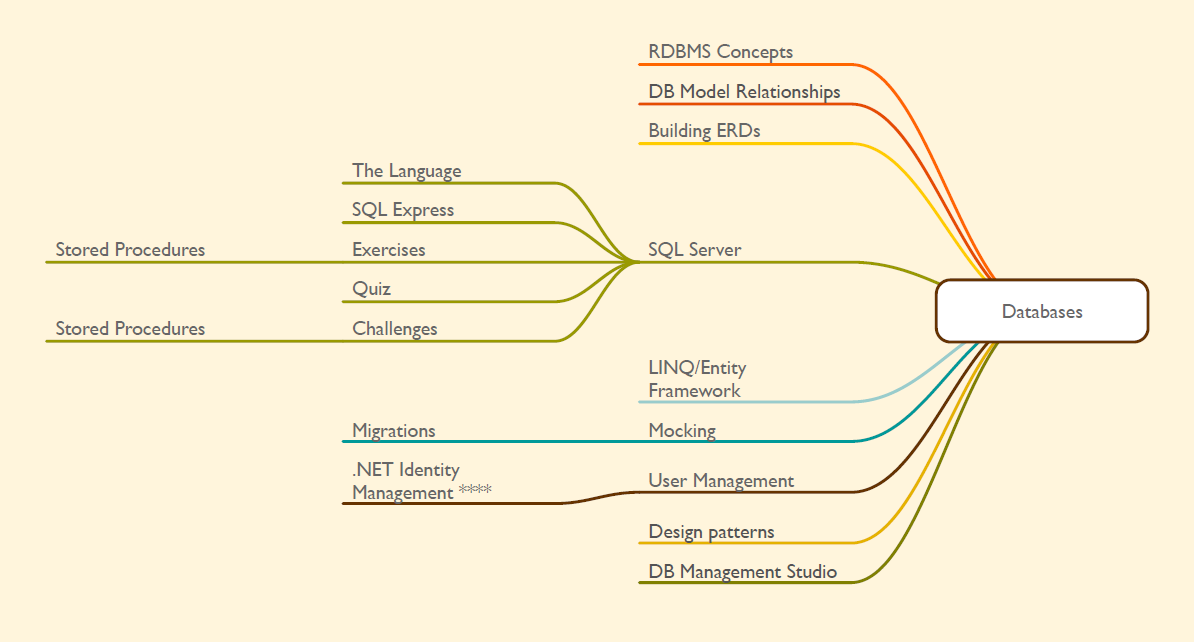 RDBMS Concepts
DB Model Relationships
Building ERDs
The Language
SQL Express
Stored Procedures
Exercises
SQL Server
Quiz
Databases
Stored Procedures
Challenges
LINQ/Entity
Framework
Migrations
Mocking
.NET Identity
Management ****
User Management
Design patterns
DB Management Studio